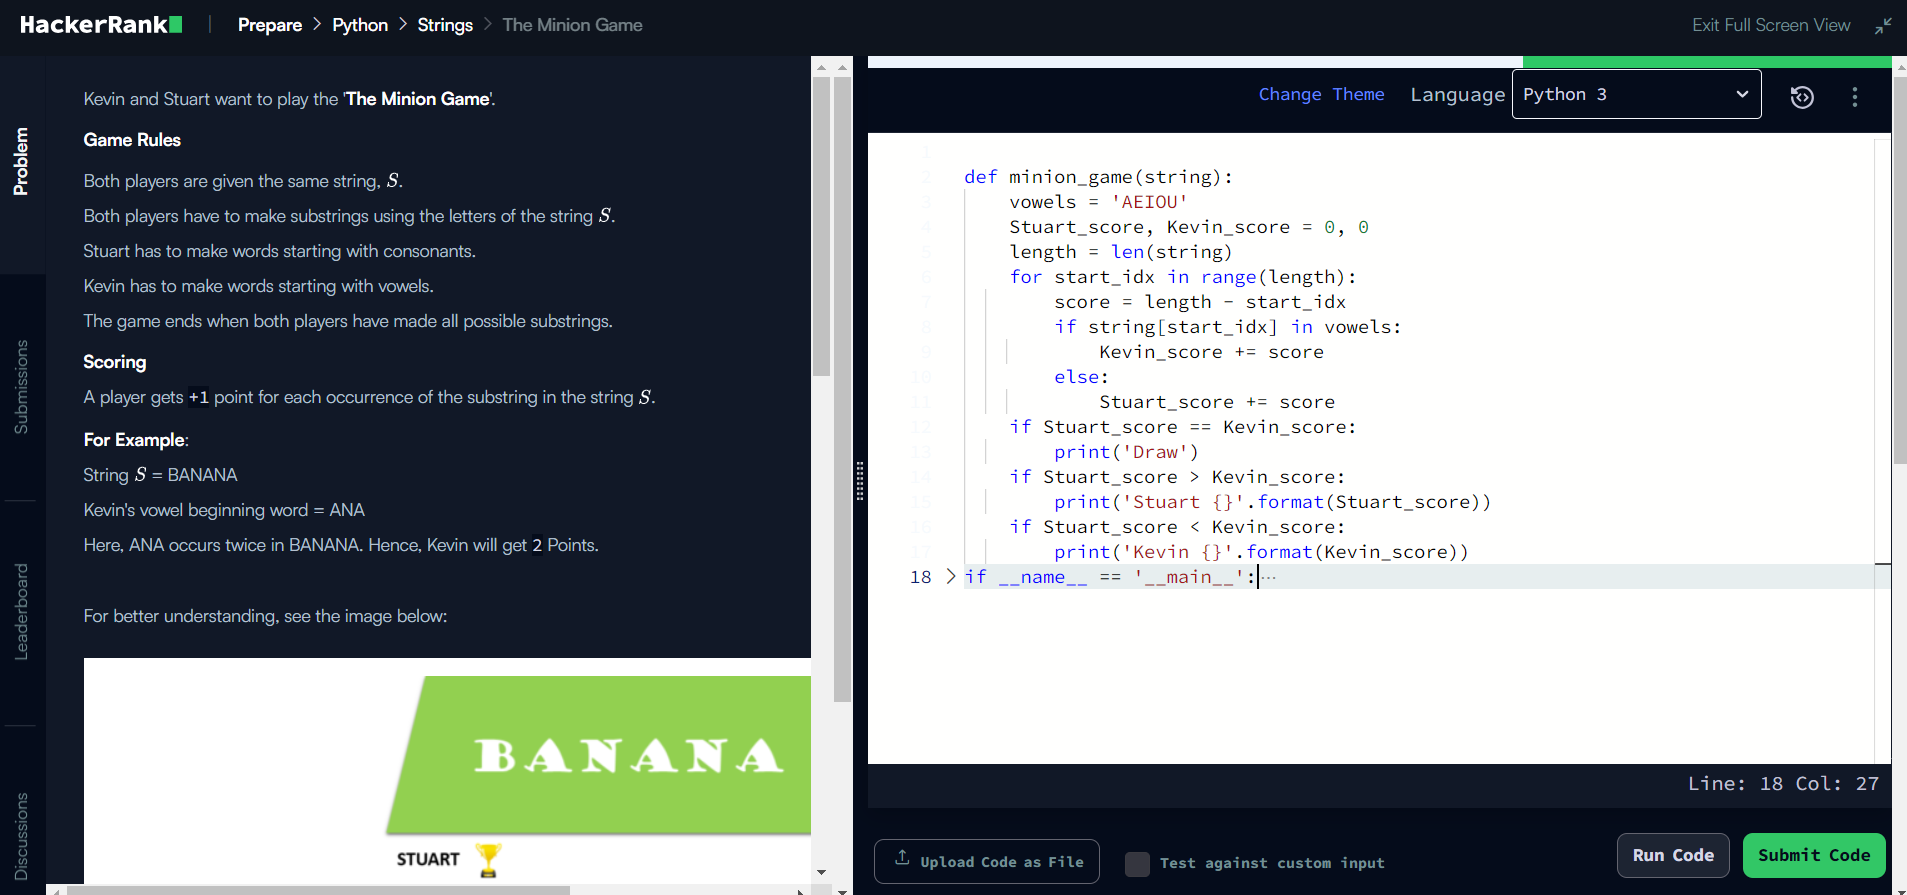 HackerRank | Prepare > Python > Strings > The Minion Game
Exit Full Screen View
Problem
Submissions
Leaderboard
Discussions
Kevin and Stuart want to play the 'The Minion Game'.
Game Rules
Both players are given the same string, S.
Both players have to make substrings using the letters of the string S.
Stuart has to make words starting with consonants.
Kevin has to make words starting with vowels.
The game ends when both players have made all possible substrings.
Scoring
A player gets +1 point for each occurrence of the substring in the string S.
For Example:
String S = BANANA
Kevin's vowel beginning word = ANA
Here, ANA occurs twice in BANANA. Hence, Kevin will get 2 Points.
For better understanding, see the image below:
BANANA
STUART
Change Theme Language Python 3
1
2 def minion_game(string):
3 vowels = 'AEIOU'
4 Stuart_score, Kevin_score = 0, 0
5 length = len(string)
6 for start_idx in range(length):
7 score = length - start_idx
8 if string[start_idx] in vowels:
9 Kevin_score += score
10 else:
11 Stuart_score += score
12 if Stuart_score == Kevin_score:
13 print('Draw')
14 if Stuart_score > Kevin_score:
15 print('Stuart {}'.format(Stuart_score))
16 if Stuart_score < Kevin_score:
17 print('Kevin {}'.format(Kevin_score))
18 > if __name__ == '__main__':...
Line: 18 Col: 27
Upload Code as File
Test against custom input
Run Code
Submit Code